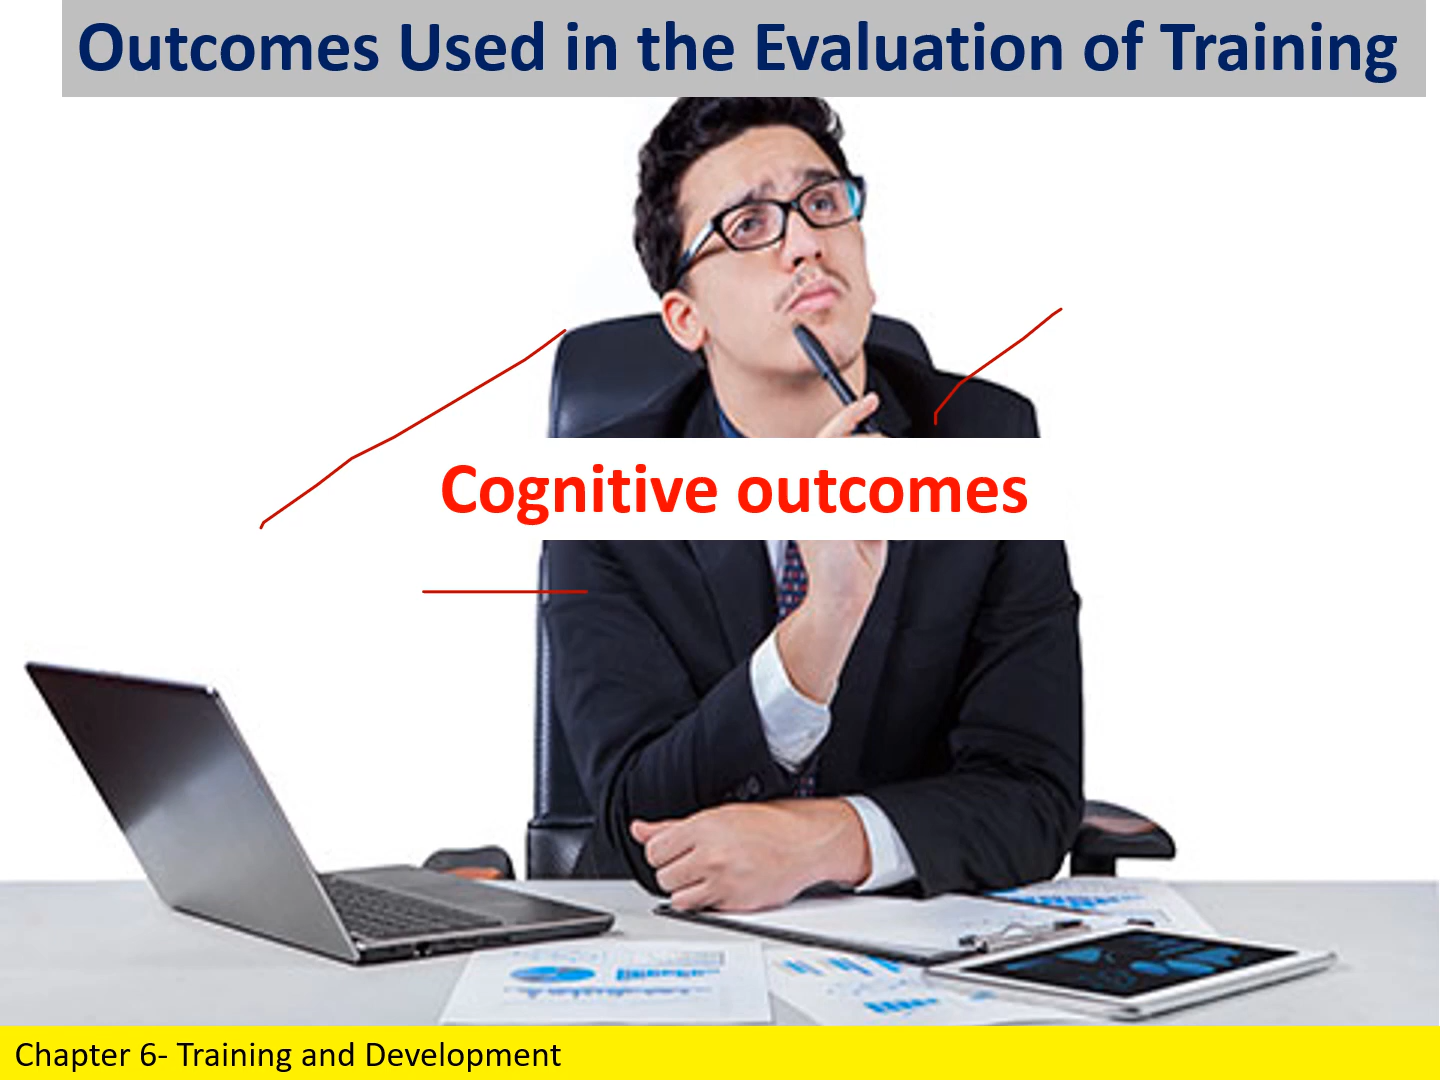 Outcomes Used in the Evaluation of Training
Cognitive outcomes
Chapter 6- Training and Development